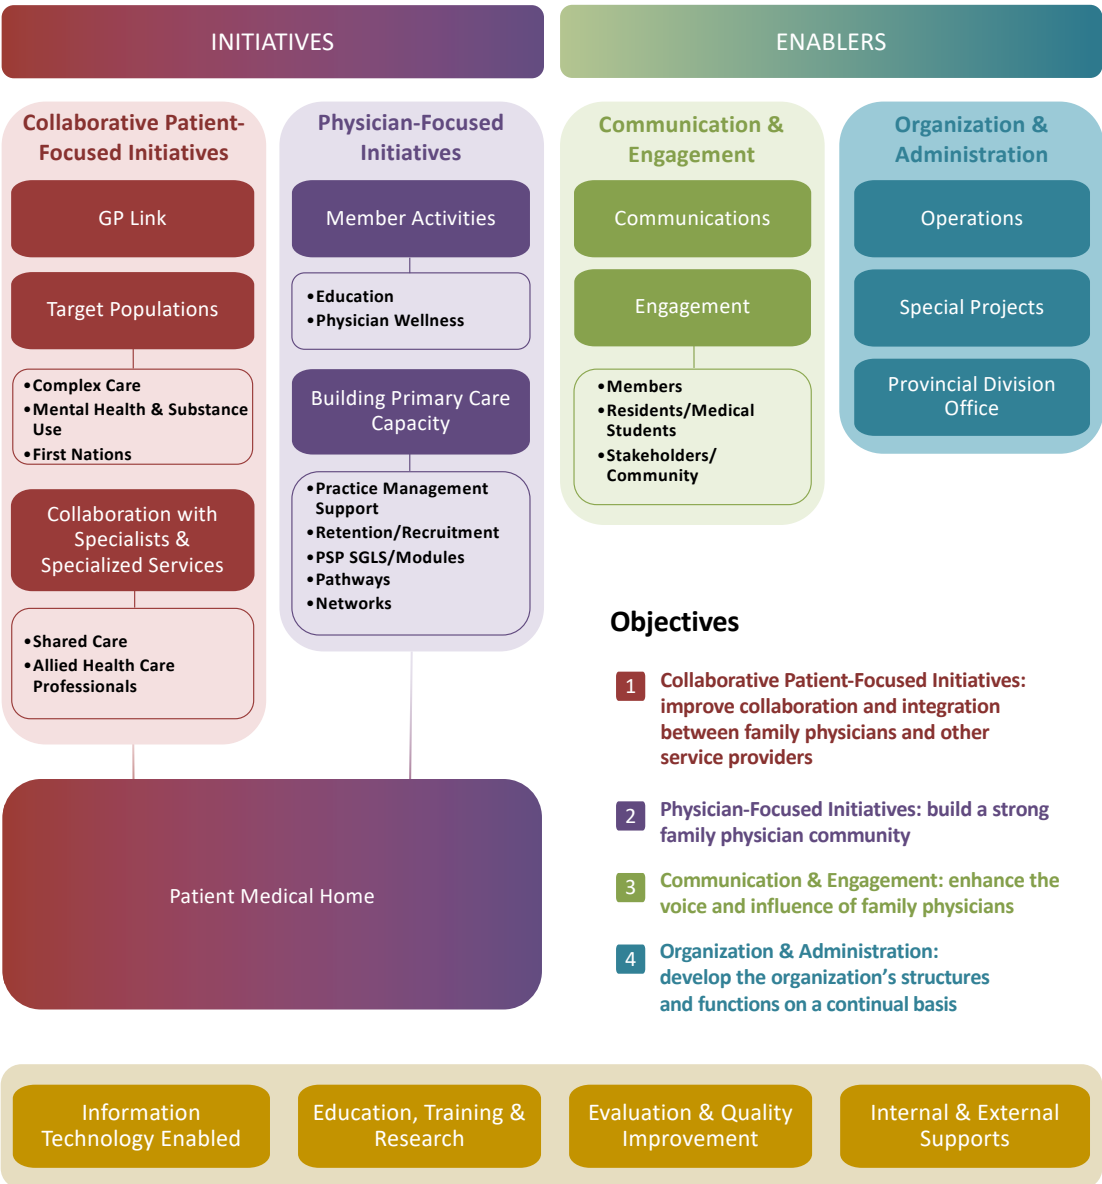 INITIATIVES
ENABLERS
Collaborative Patient-
Focused Initiatives
GP Link
Target Populations
•Complex Care
•Mental Health & Substance
Use
•First Nations
Collaboration with
Specialists &
Specialized Services
•Shared Care
•Allied Health Care
Professionals
Physician-Focused
Initiatives
Member Activities
•Education
•Physician Wellness
Building Primary Care
Capacity
•Practice Management
Support
•Retention/Recruitment
•PSP SGLS/Modules
•Pathways
•Networks
Communication &
Engagement
Communications
Engagement
•Members
•Residents/Medical
Students
•Stakeholders/
Community
Organization &
Administration
Operations
Special Projects
Provincial Division
Office
Patient Medical Home
Objectives
1 Collaborative Patient-Focused Initiatives:
improve collaboration and integration
between family physicians and other
service providers
2 Physician-Focused Initiatives: build a strong
family physician community
3 Communication & Engagement: enhance the
voice and influence of family physicians
4 Organization & Administration:
develop the organization’s structures
and functions on a continual basis
Information
Technology Enabled
Education, Training &
Research
Evaluation & Quality
Improvement
Internal & External
Supports